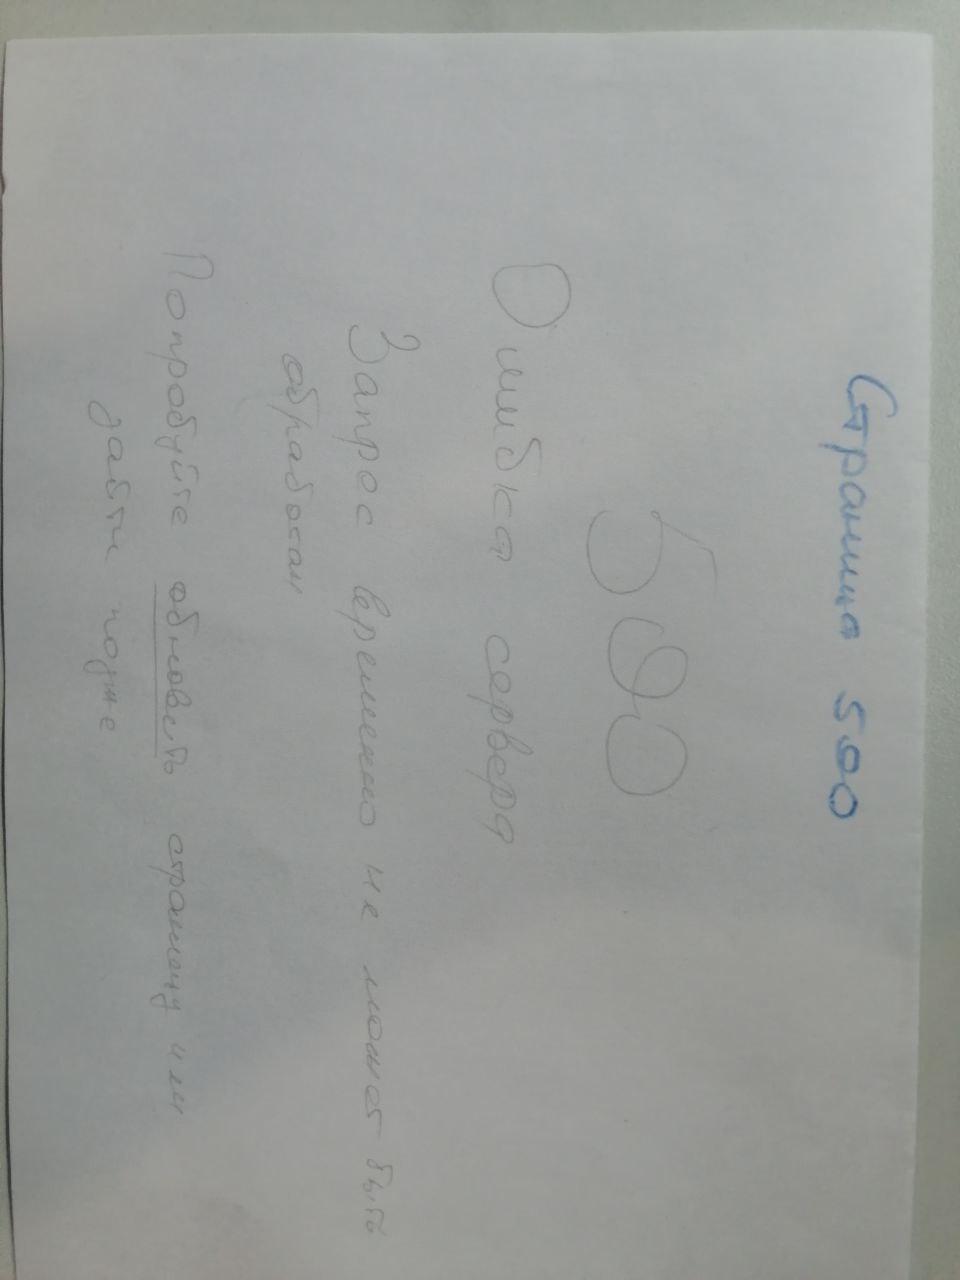 Страница 500
500
Ошибка сервера
Запрос временно не может быть
обработан
Попробуйте обновить страницу или
зайти позже